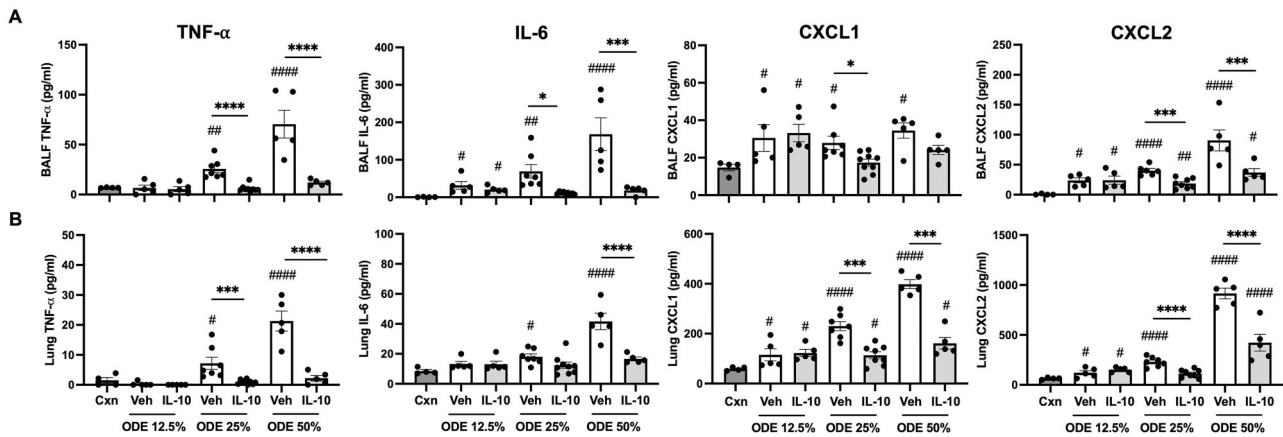 A
TNF-α
IL-6
CXCL1
CXCL2
BALF TNF-α (pg/ml)
150
100
50
0
##
####
****
****
BALF IL-6 (pg/ml)
400
300
200
100
0
#
#
##
####
*
***
BALF CXCL1 (pg/ml)
80
60
40
20
0
#
#
#
#
*
BALF CXCL2 (pg/ml)
250
200
150
100
50
0
#
#
####
##
####
#
***
***
B
Lung TNF-α (pg/ml)
50
40
30
20
10
0
#
####
***
****
Cxn
Veh
IL-10
Veh
IL-10
Veh
IL-10
ODE 12.5%
ODE 25%
ODE 50%
Lung IL-6 (pg/ml)
100
80
60
40
20
0
#
####
****
Cxn
Veh
IL-10
Veh
IL-10
Veh
IL-10
ODE 12.5%
ODE 25%
ODE 50%
Lung CXCL1 (pg/ml)
600
400
200
0
#
#
####
#
####
#
***
***
Cxn
Veh
IL-10
Veh
IL-10
Veh
IL-10
ODE 12.5%
ODE 25%
ODE 50%
Lung CXCL2 (pg/ml)
1500
1000
500
0
#
#
####
####
####
****
****
Cxn
Veh
IL-10
Veh
IL-10
Veh
IL-10
ODE 12.5%
ODE 25%
ODE 50%